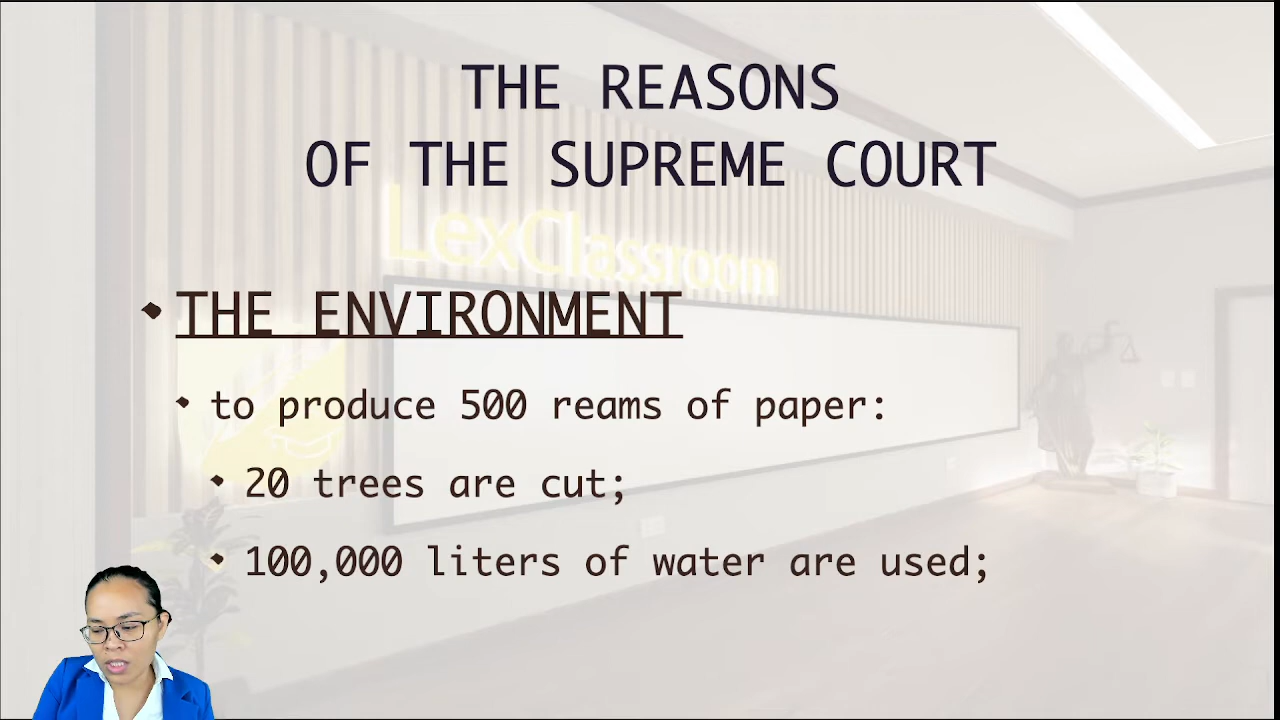 THE REASONS
OF THE SUPREME COURT
LexClassroom
• THE ENVIRONMENT
• to produce 500 reams of paper:
• 20 trees are cut;
• 100,000 liters of water are used;